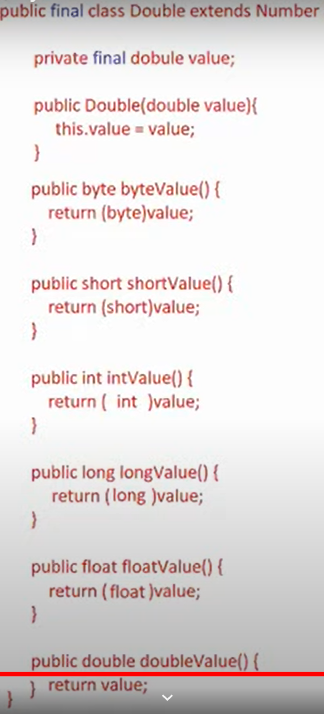 public final class Double extends Number
private final dobule value;
public Double(double value){
this.value = value;
}
public byte byteValue() {
return (byte)value;
}
public short shortValue() {
return (short)value;
}
public int intValue() {
return ( int )value;
}
public long longValue() {
return (long )value;
}
public float floatValue() {
return (float )value;
}
public double doubleValue() {
} } return value;